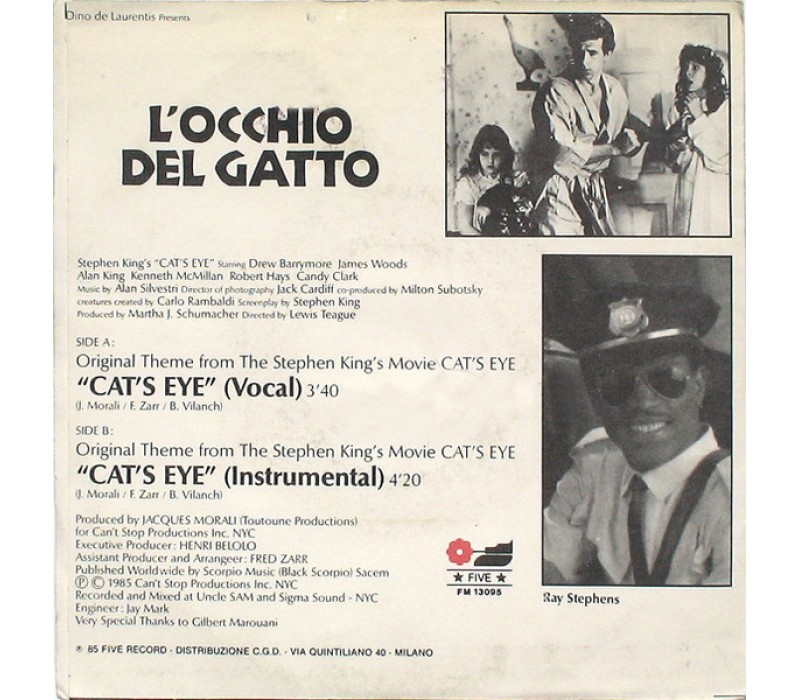 Dino de Laurentis Presents
L'OCCHIO
DEL GATTO
Stephen King's "CAT'S EYE" Starring Drew Barrymore James Woods
Alan King Kenneth McMillan Robert Hays Candy Clark
Music by Alan Silvestri Director of photography Jack Cardiff co-produced by Milton Subotsky
creatures created by Carlo Rambaldi Screenplay by Stephen King
Produced by Martha J. Schumacher Directed by Lewis Teague
SIDE A:
Original Theme from The Stephen King's Movie CAT'S EYE
"CAT'S EYE" (Vocal) 3'40
(J. Morali / F. Zarr / B. Vilanch)
SIDE B:
Original Theme from The Stephen King's Movie CAT'S EYE
"CAT'S EYE" (Instrumental) 4'20
(J. Morali / F. Zarr / B. Vilanch)
Produced by JACQUES MORALI (Toutoune Productions)
for Can't Stop Productions Inc. NYC
Executive Producer: HENRI BELOLO
Assistant Producer and Arrangeer: FRED ZARR
Published Worldwide by Scorpio Music (Black Scorpio) Sacem
℗ © 1985 Can't Stop Productions Inc. NYC
Recorded and Mixed at Uncle SAM and Sigma Sound - NYC
Engineer: Jay Mark
Very Special Thanks to Gilbert Marouani
℗ 85 FIVE RECORD - DISTRIBUZIONE C.G.D. - VIA QUINTILIANO 40 - MILANO
★ FIVE ★
FM 13095
Ray Stephens